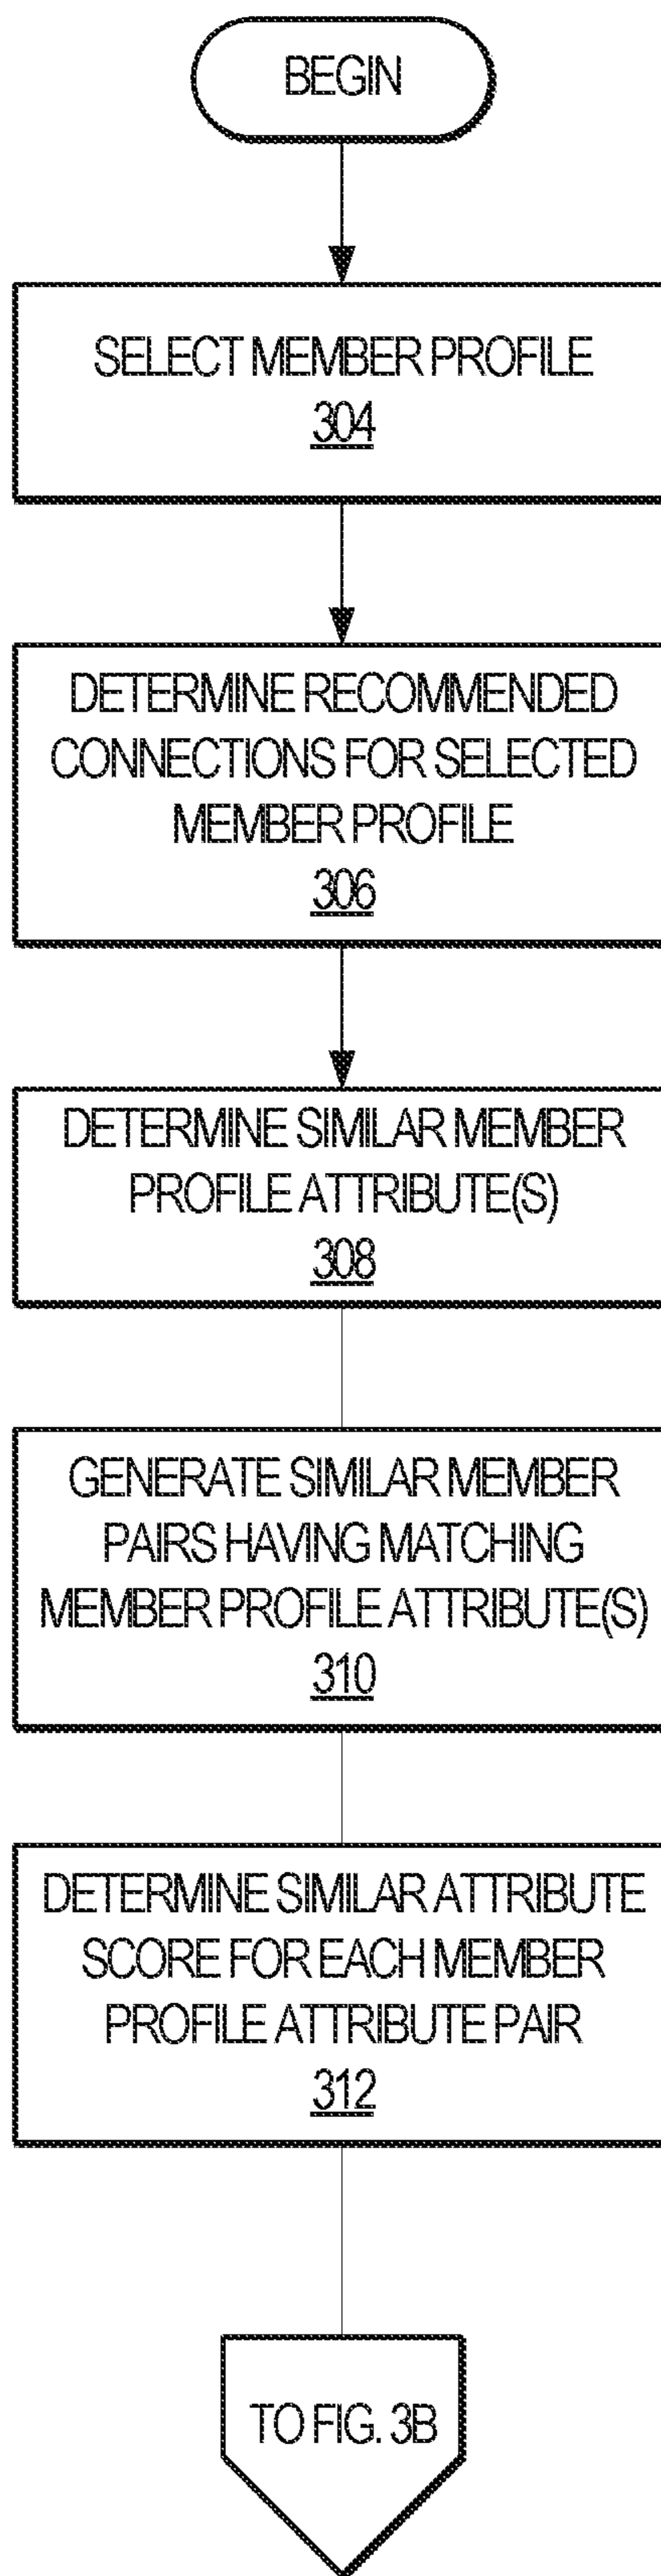 BEGIN
SELECT MEMBER PROFILE
304
DETERMINE RECOMMENDED
CONNECTIONS FOR SELECTED
MEMBER PROFILE
306
DETERMINE SIMILAR MEMBER
PROFILE ATTRIBUTE(S)
308
GENERATE SIMILAR MEMBER
PAIRS HAVING MATCHING
MEMBER PROFILE ATTRIBUTE(S)
310
DETERMINE SIMILAR ATTRIBUTE
SCORE FOR EACH MEMBER
PROFILE ATTRIBUTE PAIR
312
TO FIG. 3B